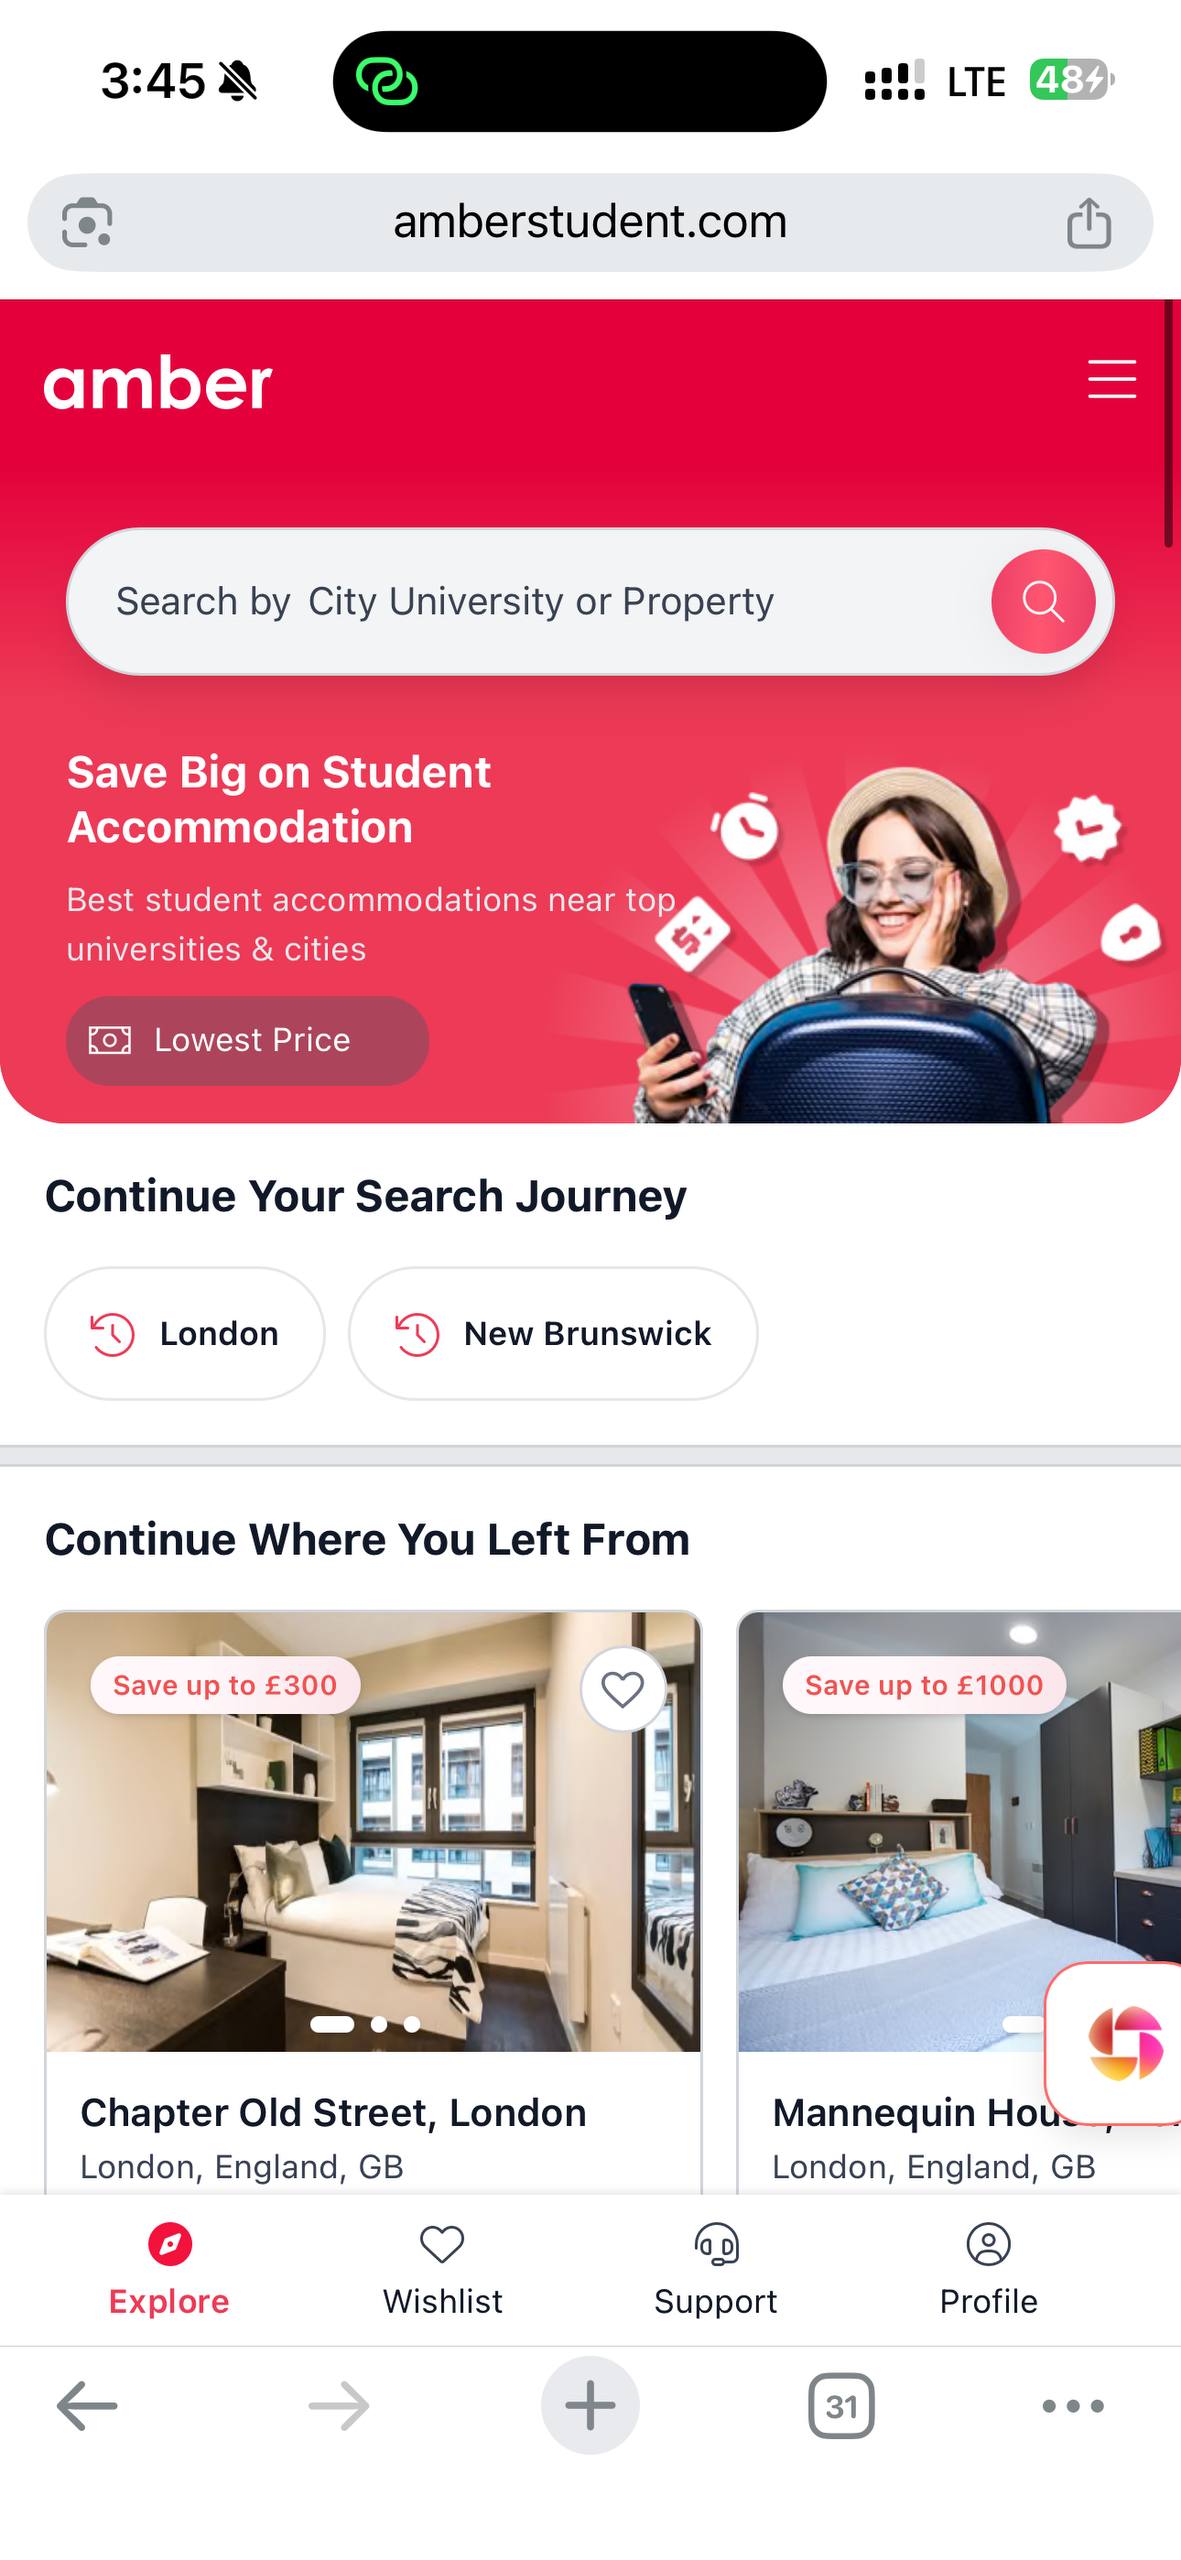 3:45
LTE
48
amberstudent.com
amber
Search by City University or Property
Save Big on Student
Accommodation
Best student accommodations near top
universities & cities
Lowest Price
Continue Your Search Journey
London
New Brunswick
Continue Where You Left From
Save up to £300
Save up to £1000
Chapter Old Street, London
London, England, GB
Mannequin
London, England, GB
Explore
Wishlist
Support
Profile
31